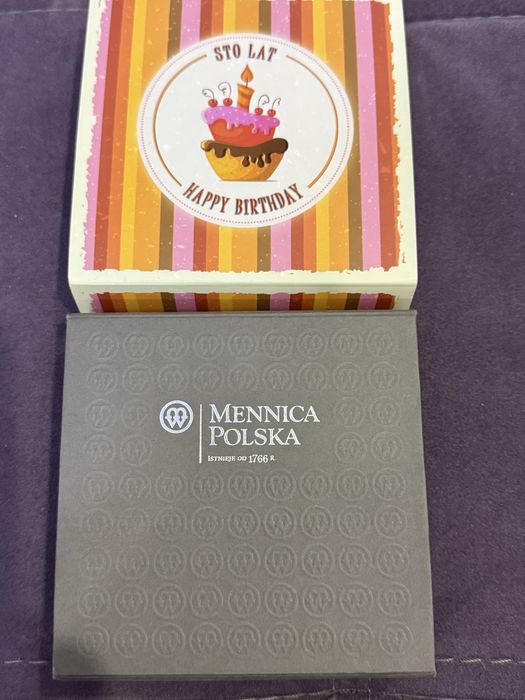 STO LAT
HAPPY BIRTHDAY
MENNICA
POLSKA
ISTNIEJE OD 1766 R.